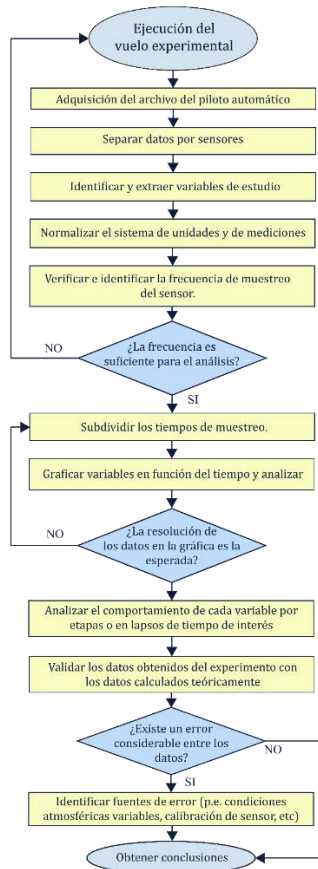 Ejecución del
vuelo experimental
Adquisición del archivo del piloto automático
Separar datos por sensores
Identificar y extraer variables de estudio
Normalizar el sistema de unidades y de mediciones
Verificar e identificar la frecuencia de muestreo
del sensor.
NO
¿La frecuencia es
suficiente para el análisis?
SI
Subdividir los tiempos de muestreo.
Graficar variables en función del tiempo y analizar
NO
¿La resolución de
los datos en la gráfica es la
esperada?
Analizar el comportamiento de cada variable por
etapas o en lapsos de tiempo de interés
Validar los datos obtenidos del experimento con
los datos calculados teóricamente
¿Existe un error
considerable entre los
datos?
NO
SI
Identificar fuentes de error (p.e. condiciones
atmosféricas variables, calibración de sensor, etc)
Obtener conclusiones